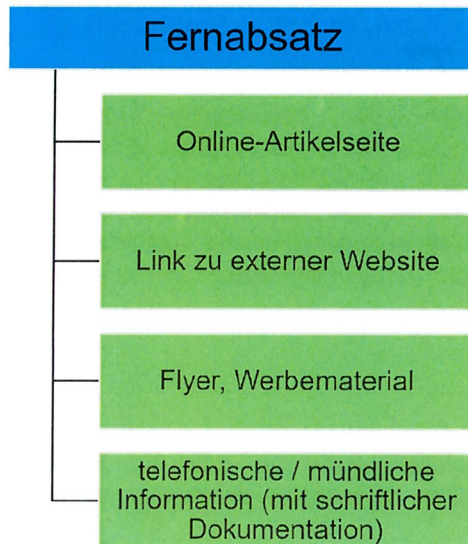 Fernabsatz
Online-Artikelseite
Link zu externer Website
Flyer, Werbematerial
telefonische / mündliche
Information (mit schriftlicher
Dokumentation)